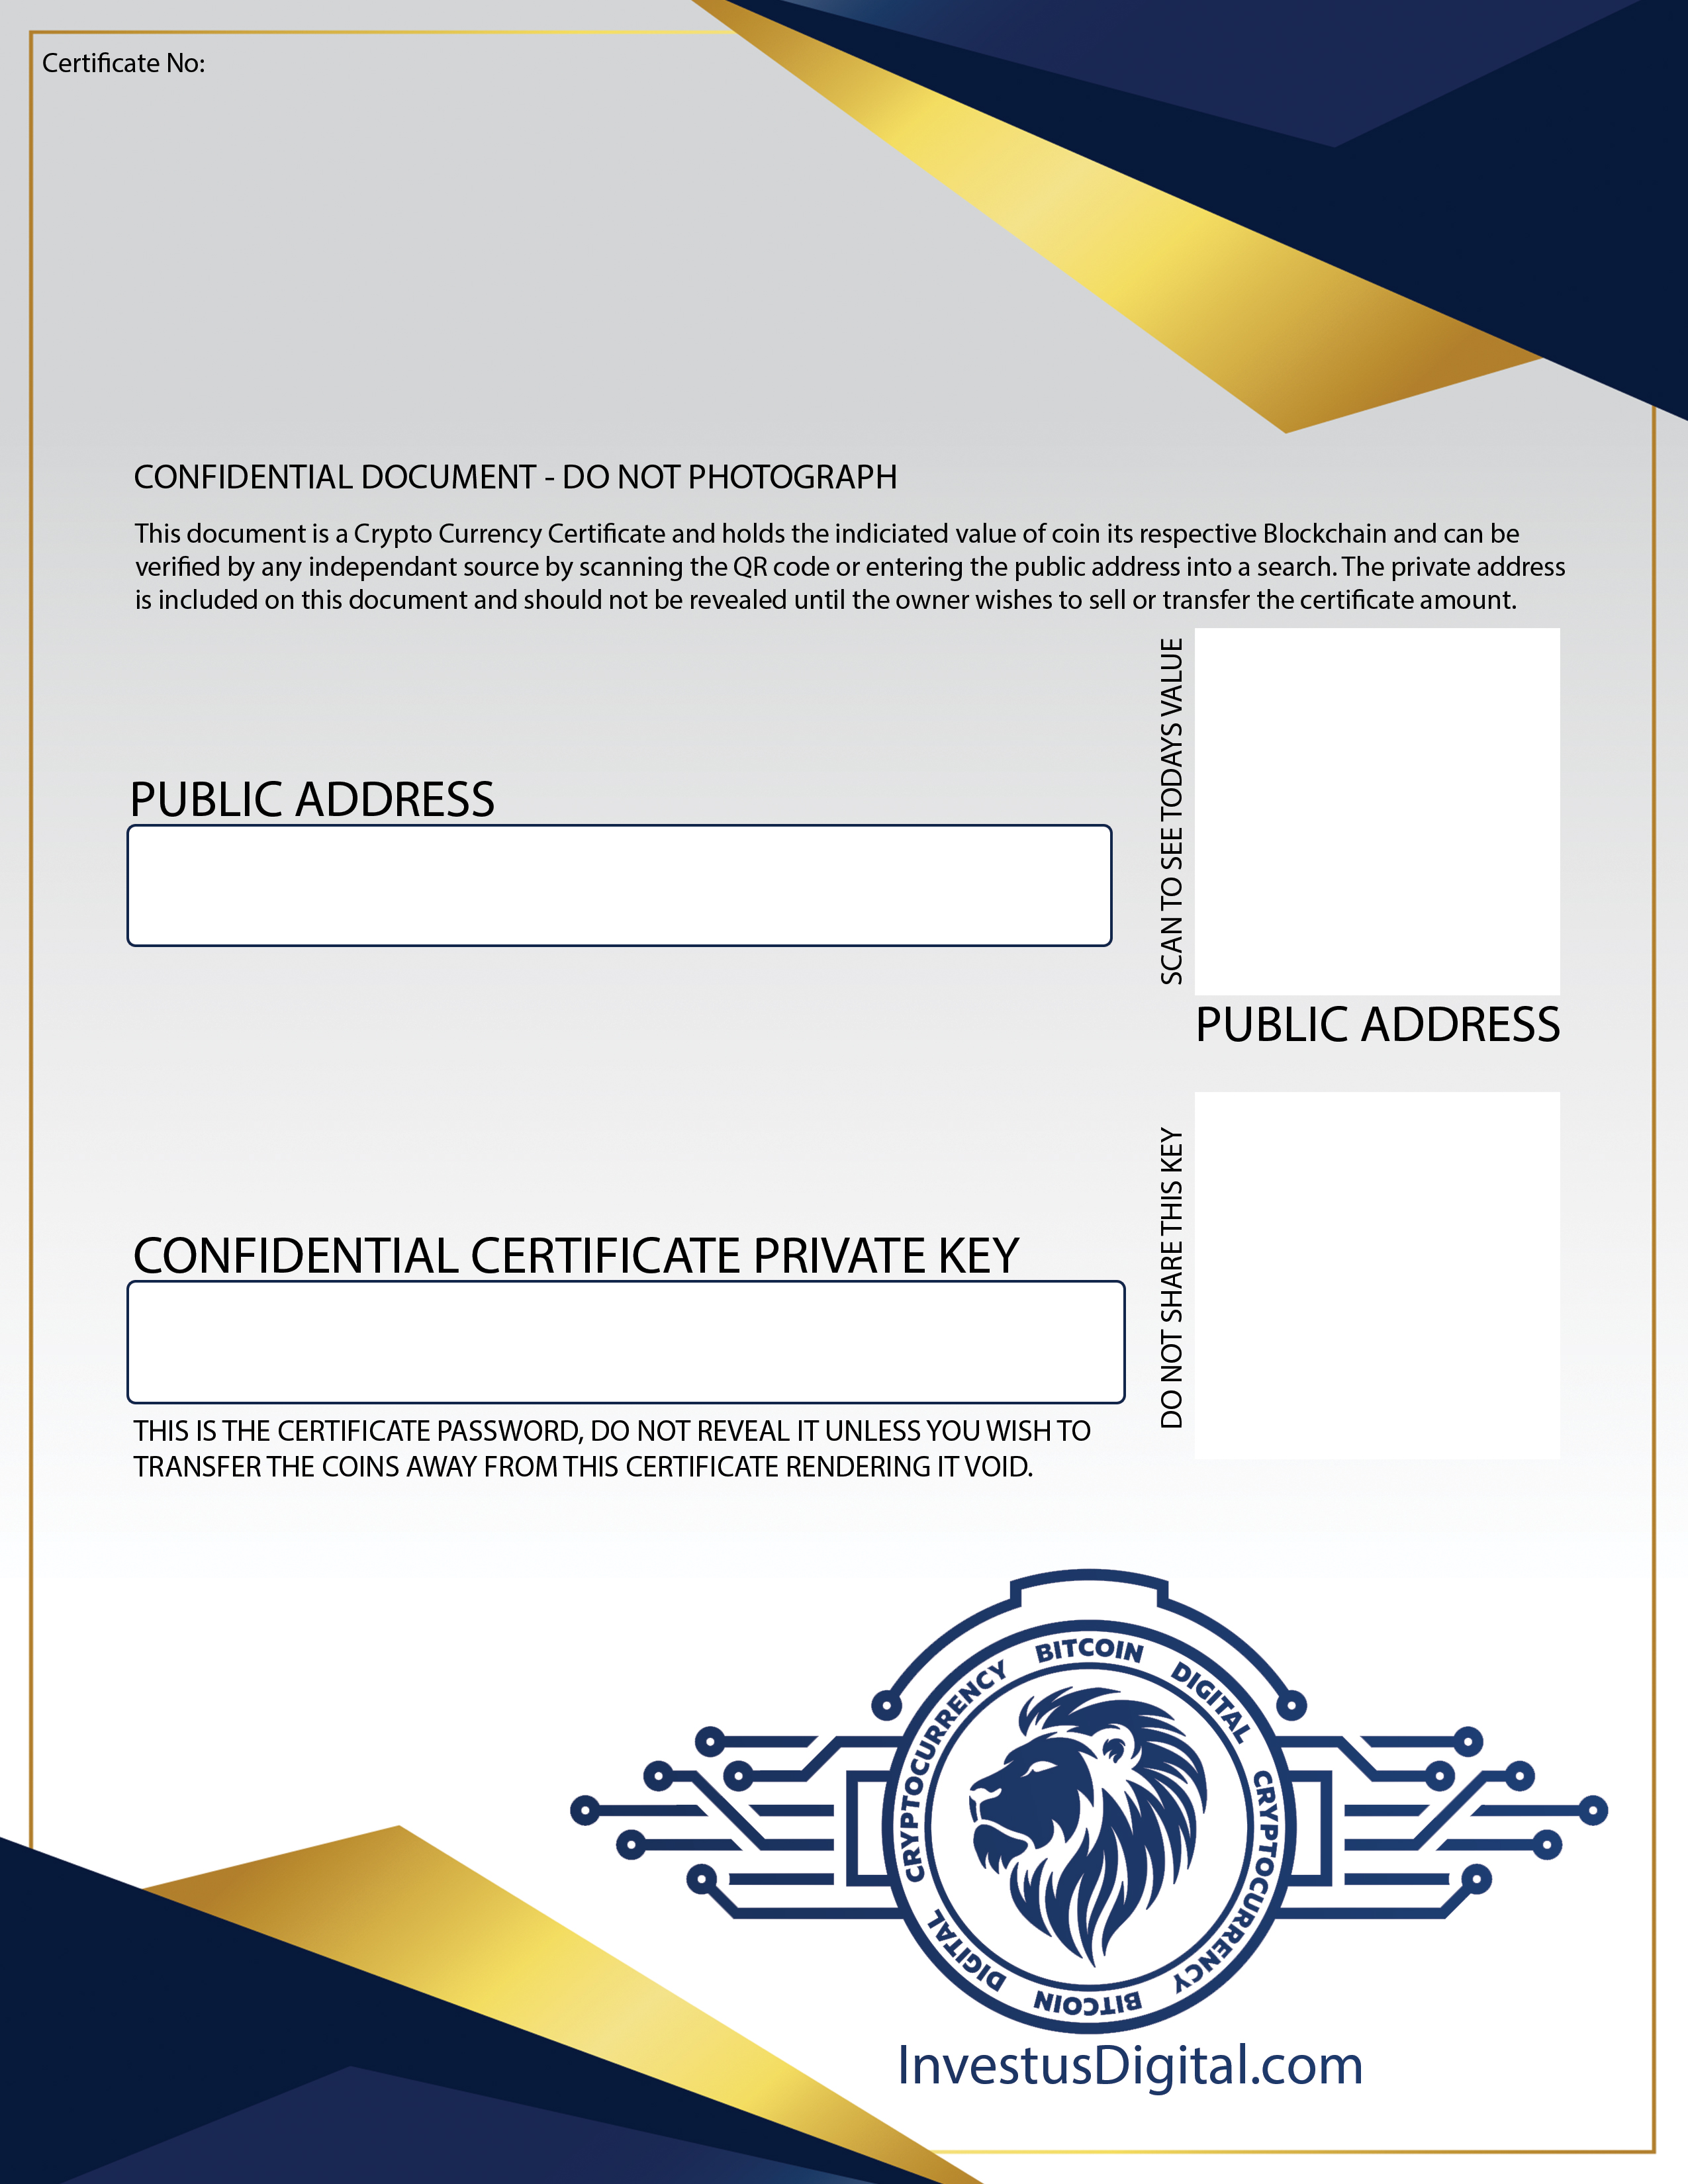 Certificate No:
CONFIDENTIAL DOCUMENT - DO NOT PHOTOGRAPH
This document is a Crypto Currency Certificate and holds the indiciated value of coin its respective Blockchain and can be
verified by any independant source by scanning the QR code or entering the public address into a search. The private address
is included on this document and should not be revealed until the owner wishes to sell or transfer the certificate amount.
SCAN TO SEE TODAYS VALUE
PUBLIC ADDRESS
PUBLIC ADDRESS
DO NOT SHARE THIS KEY
CONFIDENTIAL CERTIFICATE PRIVATE KEY
THIS IS THE CERTIFICATE PASSWORD, DO NOT REVEAL IT UNLESS YOU WISH TO
TRANSFER THE COINS AWAY FROM THIS CERTIFICATE RENDERING IT VOID.
CRYPTOCURRENCY BITCOIN DIGITAL CRYPTOCURRENCY BITCOIN DIGITAL
InvestusDigital.com